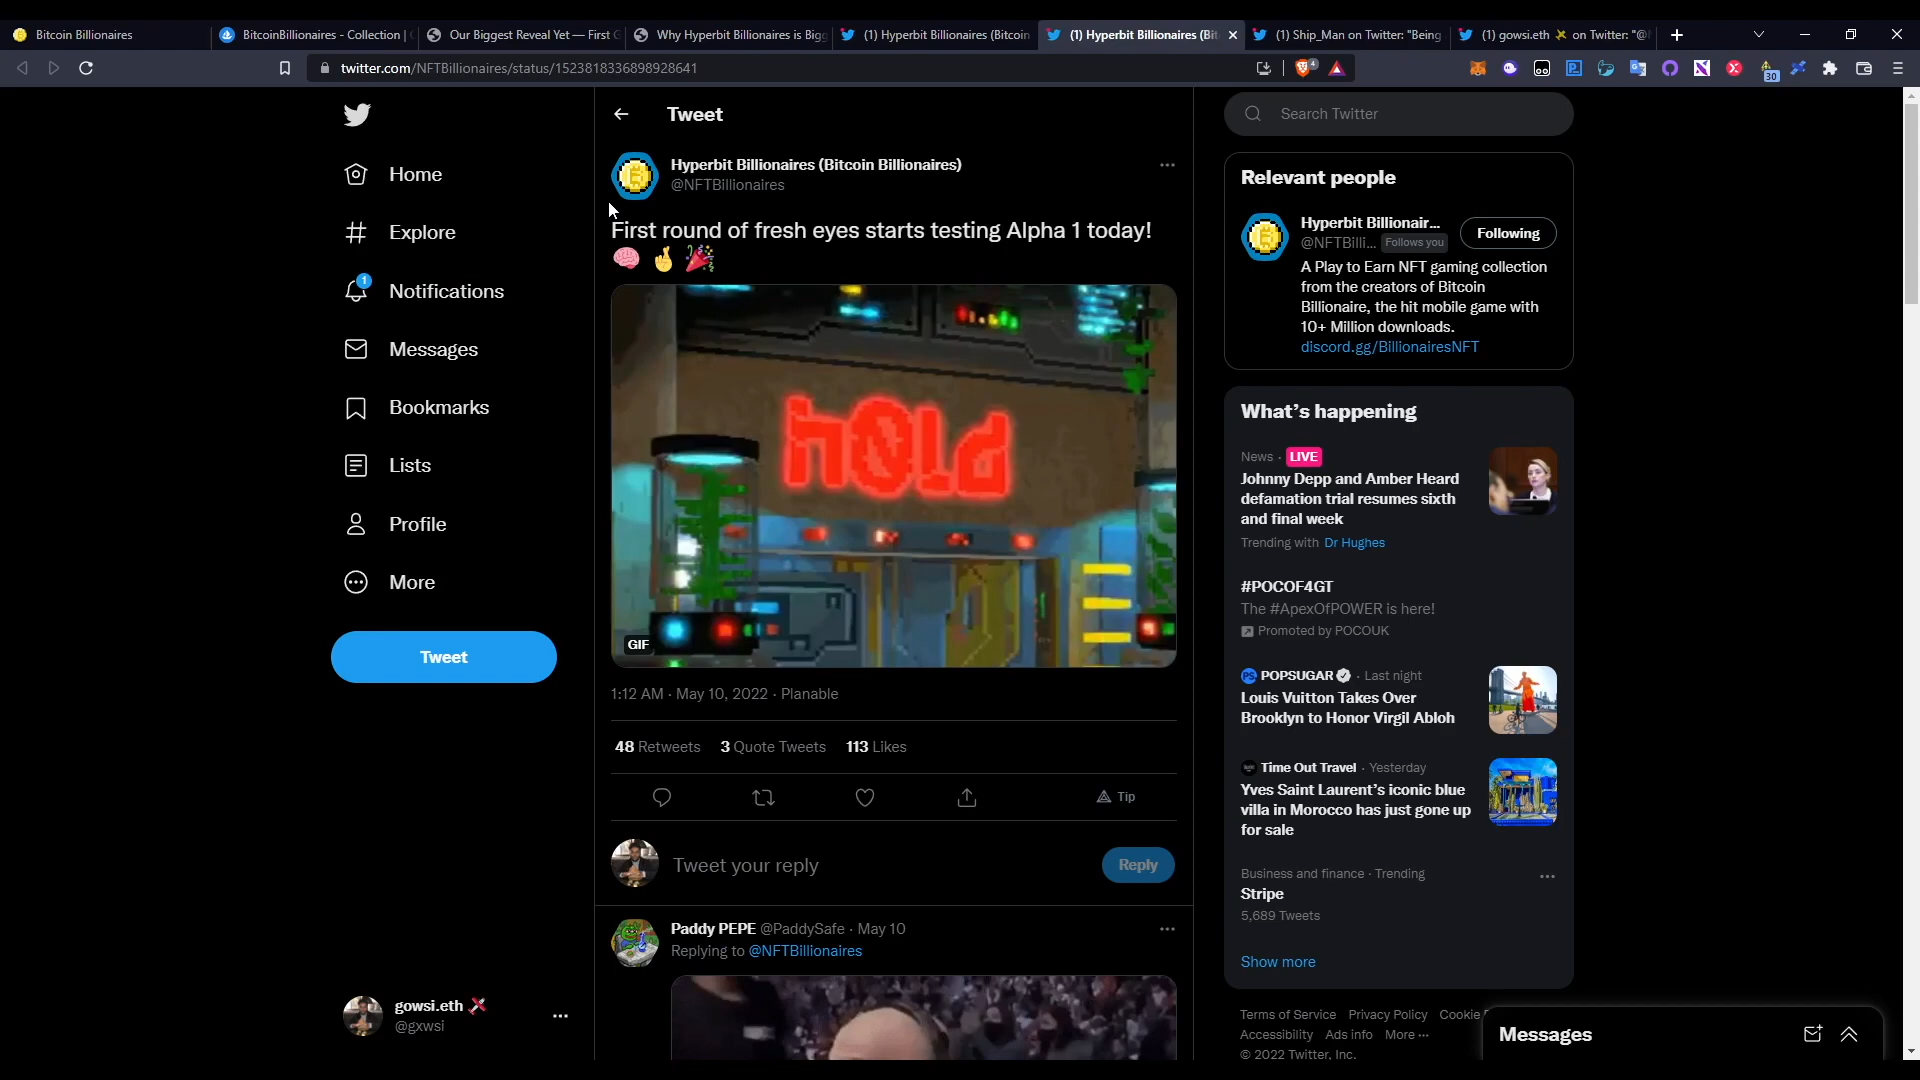 Bitcoin Billionaires
BitcoinBillionaires - Collection |
Our Biggest Reveal Yet — First
Why Hyperbit Billionaires is Bigg
(1) Hyperbit Billionaires (Bitcoin
(1) Hyperbit Billionaires (Bit
(1) Ship_Man on Twitter: "Being
(1) gowsi.eth on Twitter: "@
twitter.com/NFTBillionaires/status/1523818336898928641
4
30
Tweet
Search Twitter
Home
Explore
1
Notifications
Messages
Bookmarks
Lists
Profile
More
Tweet
gowsi.eth
@gxwsi
Hyperbit Billionaires (Bitcoin Billionaires)
@NFTBillionaires
First round of fresh eyes starts testing Alpha 1 today!
GIF
1:12 AM · May 10, 2022 · Planable
48 Retweets 3 Quote Tweets 113 Likes
Tip
Tweet your reply
Reply
Paddy PEPE @PaddySafe · May 10
Replying to @NFTBillionaires
Relevant people
Hyperbit Billionair...
@NFTBilli... Follows you
Following
A Play to Earn NFT gaming collection
from the creators of Bitcoin
Billionaire, the hit mobile game with
10+ Million downloads.
discord.gg/BillionairesNFT
What's happening
News · LIVE
Johnny Depp and Amber Heard
defamation trial resumes sixth
and final week
Trending with Dr Hughes
#POCOF4GT
The #ApexOfPOWER is here!
Promoted by POCOUK
POPSUGAR · Last night
Louis Vuitton Takes Over
Brooklyn to Honor Virgil Abloh
Time Out Travel · Yesterday
Yves Saint Laurent's iconic blue
villa in Morocco has just gone up
for sale
Business and finance · Trending
Stripe
5,689 Tweets
Show more
Terms of Service Privacy Policy Cookie
Accessibility Ads info More ···
© 2022 Twitter, Inc.
Messages